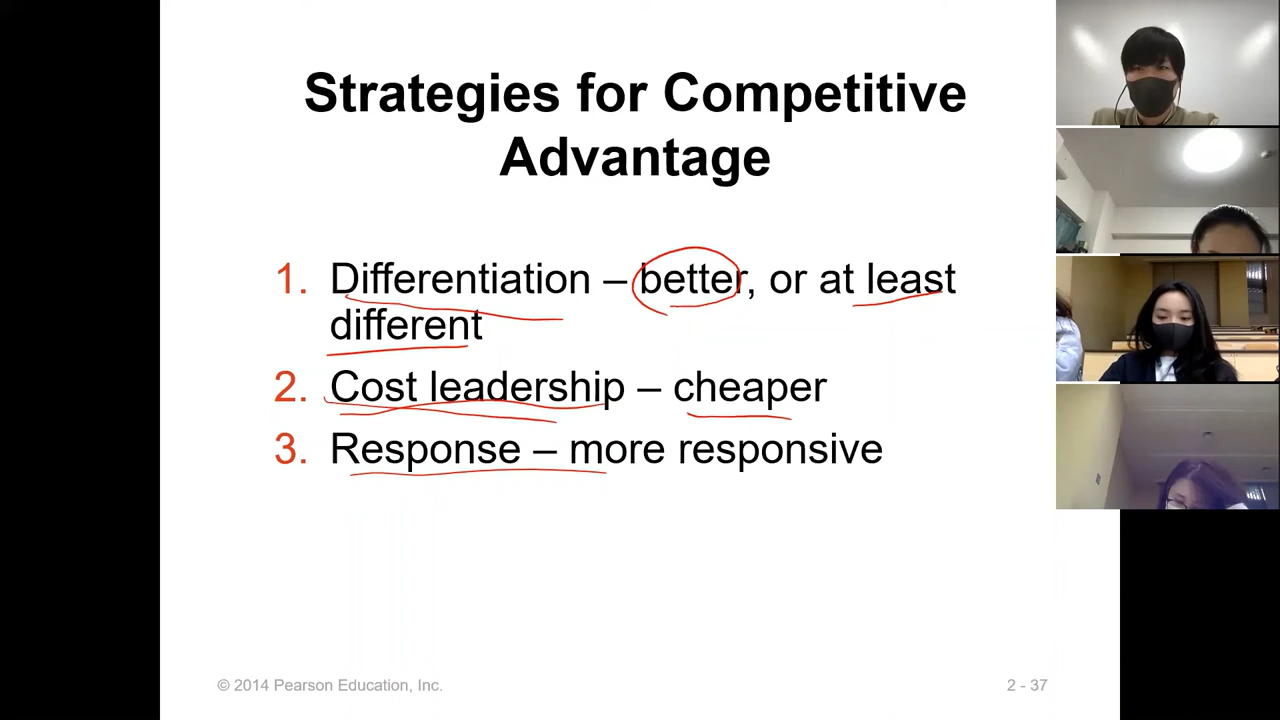 Strategies for Competitive
Advantage
1. Differentiation – better, or at least
different
2. Cost leadership – cheaper
3. Response – more responsive
© 2014 Pearson Education, Inc.
2 - 37